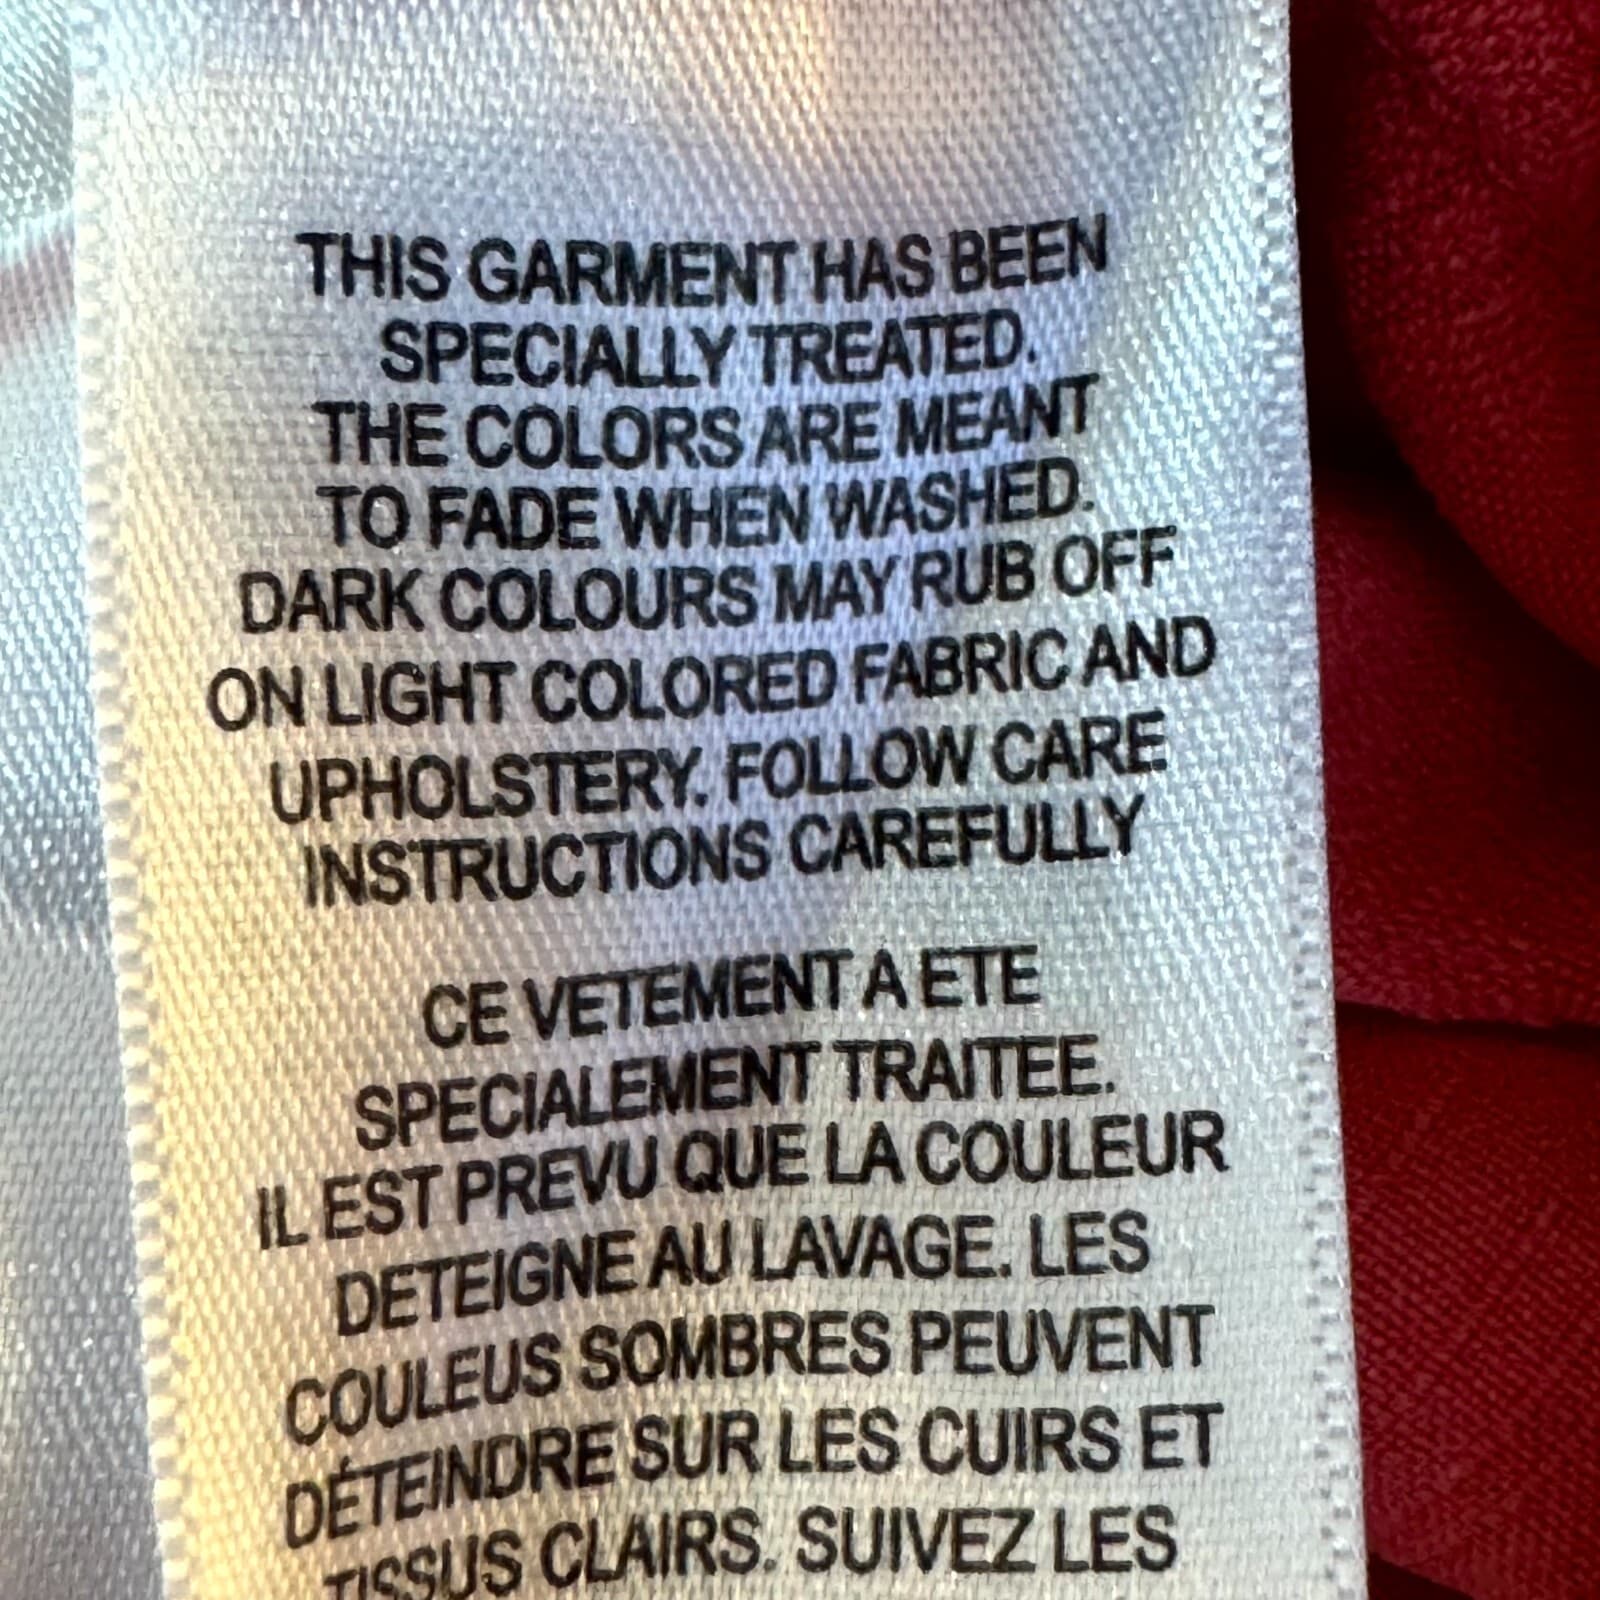 THIS GARMENT HAS BEEN
SPECIALLY TREATED.
THE COLORS ARE MEANT
TO FADE WHEN WASHED.
DARK COLOURS MAY RUB OFF
ON LIGHT COLORED FABRIC AND
UPHOLSTERY. FOLLOW CARE
INSTRUCTIONS CAREFULLY
CE VETEMENT A ETE
SPECIALEMENT TRAITEE.
IL EST PREVU QUE LA COULEUR
DETEIGNE AU LAVAGE. LES
COULEUS SOMBRES PEUVENT
DÉTEINDRE SUR LES CUIRS ET
TISSUS CLAIRS. SUIVEZ LES